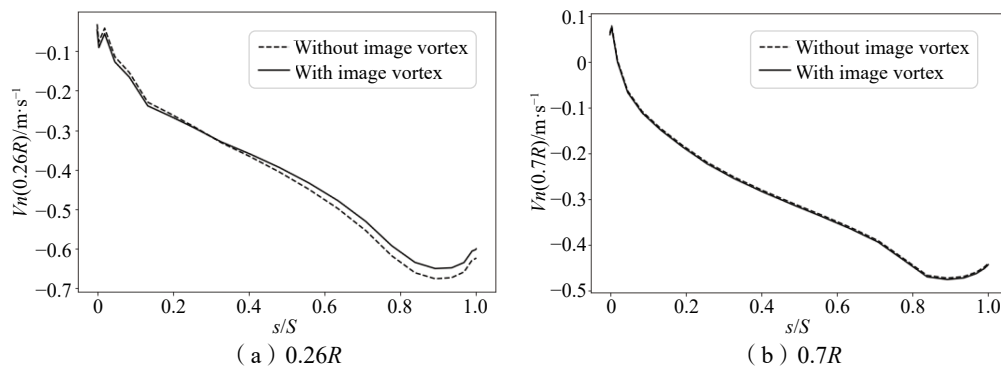 −0.1
−0.2
−0.3
−0.4
−0.5
−0.6
−0.7
Vn(0.26R)/m·s⁻¹
Without image vortex
With image vortex
0 0.2 0.4 0.6 0.8 1.0
s/S
(a) 0.26R
0.1
0
−0.1
−0.2
−0.3
−0.4
−0.5
Vn(0.7R)/m·s⁻¹
Without image vortex
With image vortex
0 0.2 0.4 0.6 0.8 1.0
s/S
(b) 0.7R